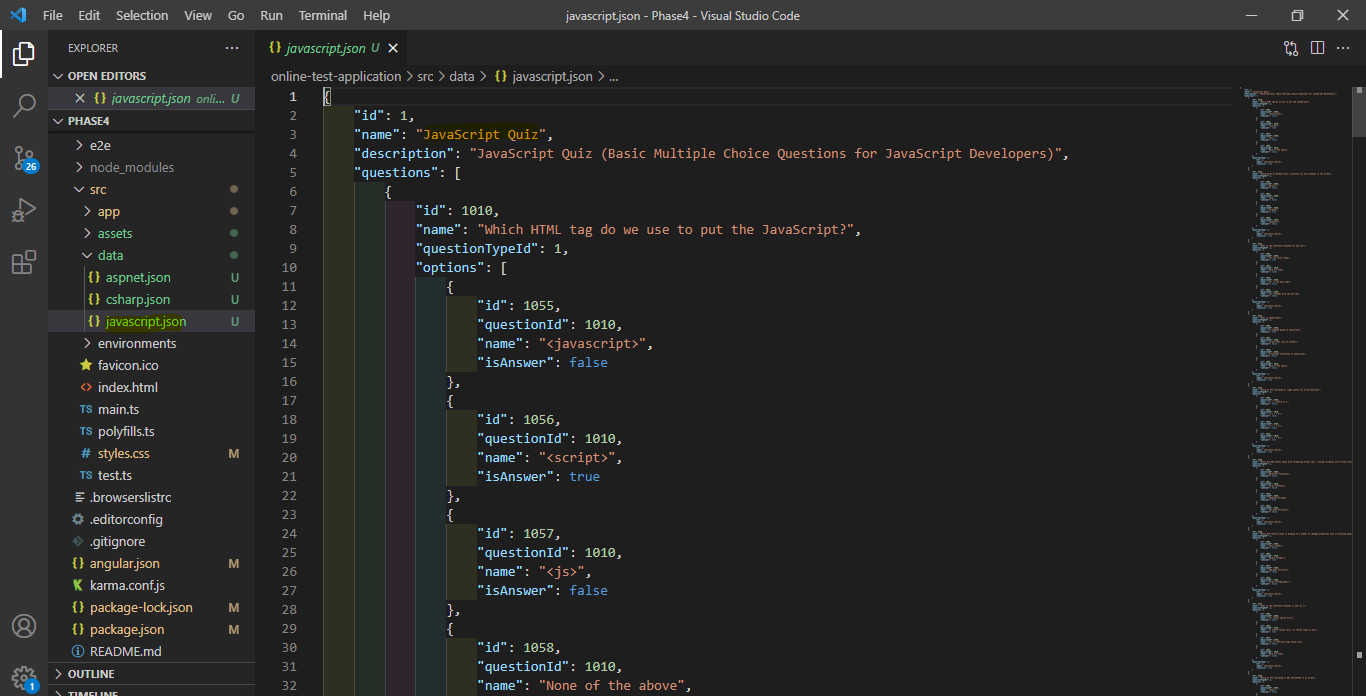 File Edit Selection View Go Run Terminal Help
javascript.json - Phase4 - Visual Studio Code
EXPLORER
OPEN EDITORS
javascript.json onli... U
PHASE4
e2e
node_modules
src
app
assets
data
{} aspnet.json U
{} csharp.json U
{} javascript.json U
environments
favicon.ico
<> index.html
TS main.ts
TS polyfills.ts
# styles.css M
TS test.ts
.browserslistrc
.editorconfig
.gitignore
{} angular.json M
karma.conf.js
{} package-lock.json M
{} package.json M
README.md
OUTLINE
TIMELINE
26
1
{} javascript.json U
online-test-application > src > data > {} javascript.json > ...
1 {
2 "id": 1,
3 "name": "JavaScript Quiz",
4 "description": "JavaScript Quiz (Basic Multiple Choice Questions for JavaScript Developers)",
5 "questions": [
6 {
7 "id": 1010,
8 "name": "Which HTML tag do we use to put the JavaScript?",
9 "questionTypeId": 1,
10 "options": [
11 {
12 "id": 1055,
13 "questionId": 1010,
14 "name": "<javascript>",
15 "isAnswer": false
16 },
17 {
18 "id": 1056,
19 "questionId": 1010,
20 "name": "<script>",
21 "isAnswer": true
22 },
23 {
24 "id": 1057,
25 "questionId": 1010,
26 "name": "<js>",
27 "isAnswer": false
28 },
29 {
30 "id": 1058,
31 "questionId": 1010,
32 "name": "None of the above",